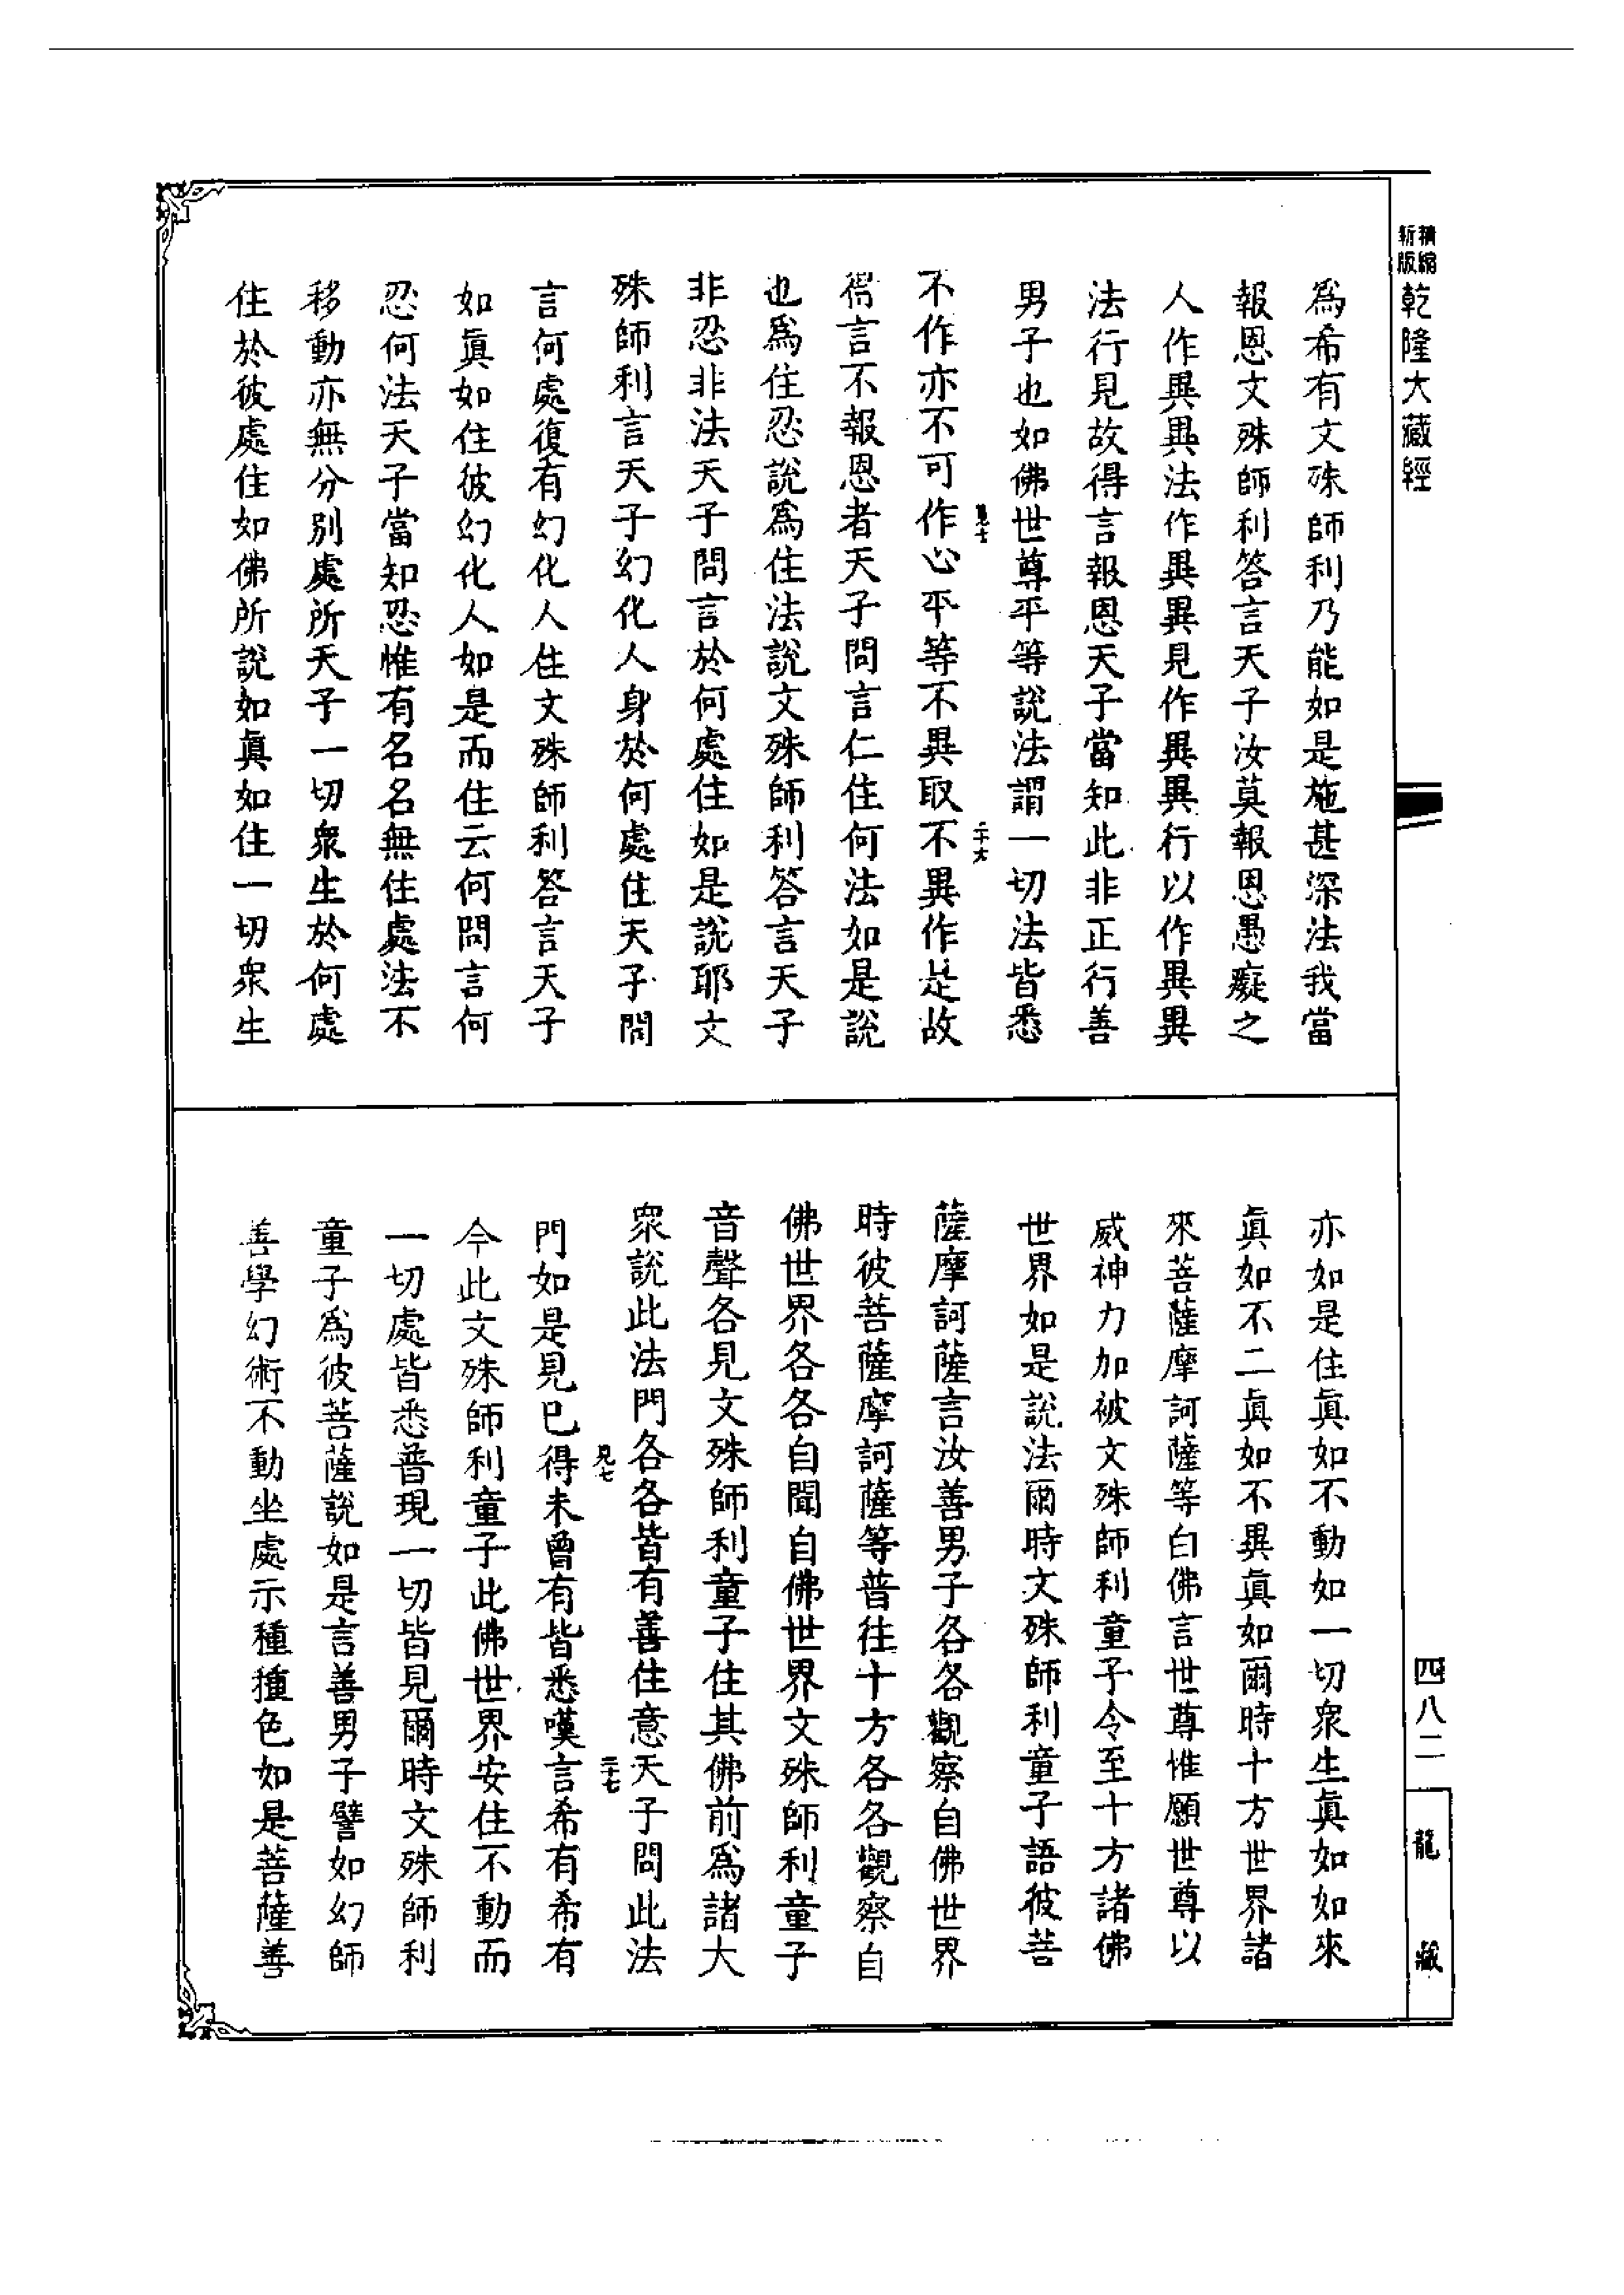 新版精縮
乾隆大藏經
為希有文殊師利乃能如是施甚深法我當
報恩文殊師利答言天子汝莫報恩愚癡之
人作異異法作異異見作異異行以作異異
法行見故得言報恩天子當知此非正行善
男子也如佛世尊平等說法謂一切法皆悉
不作亦不可作心平等不異取不異作是故
得言不報恩者天子問言仁住何法如是說
也為住忍說為住法說文殊師利答言天子
非忍非法天子問言於何處住如是說耶文
殊師利言天子幻化人身於何處住天子問
言何處復有幻化人住文殊師利答言天子
如眞如住彼幻化人如是而住云何問言何
忍何法天子當知忍惟有名名無住處法不
移動亦無分別處所天子一切衆生於何處
住於彼處住如佛所說如眞如住一切衆生
亦如是住眞如不動如一切衆生眞如如來
眞如不二眞如不異眞如爾時十方世界諸
來菩薩摩訶薩等白佛言世尊惟願世尊以
威神力加被文殊師利童子令至十方諸佛
世界如是說法爾時文殊師利童子語彼菩
薩摩訶薩言汝善男子各各觀察自佛世界
時彼菩薩摩訶薩等普往十方各各觀察自
佛世界各各自聞自佛世界文殊師利童子
音聲各見文殊師利童子住其佛前為諸大
衆說此法門各各皆有善住意天子問此法
門如是見已得未曾有皆悉嘆言希有希有
今此文殊師利童子此佛世界安住不動而
一切處皆悉普現一切皆見爾時文殊師利
童子為彼菩薩說如是言善男子譬如幻師
善學幻術不動坐處示種種色如是菩薩善
四八二
龍藏